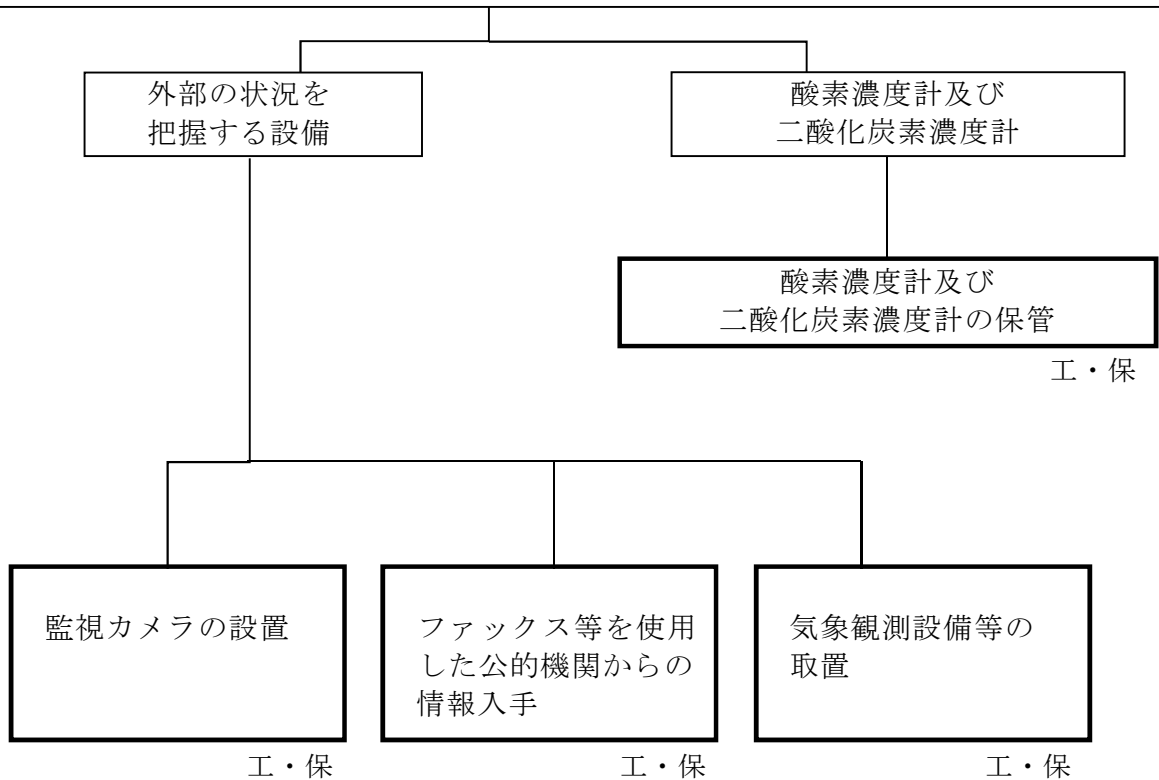 外部の状況を
把握する設備
酸素濃度計及び
二酸化炭素濃度計
酸素濃度計及び
二酸化炭素濃度計の保管
工・保
監視カメラの設置
工・保
ファックス等を使用
した公的機関からの
情報入手
工・保
気象観測設備等の
取置
工・保